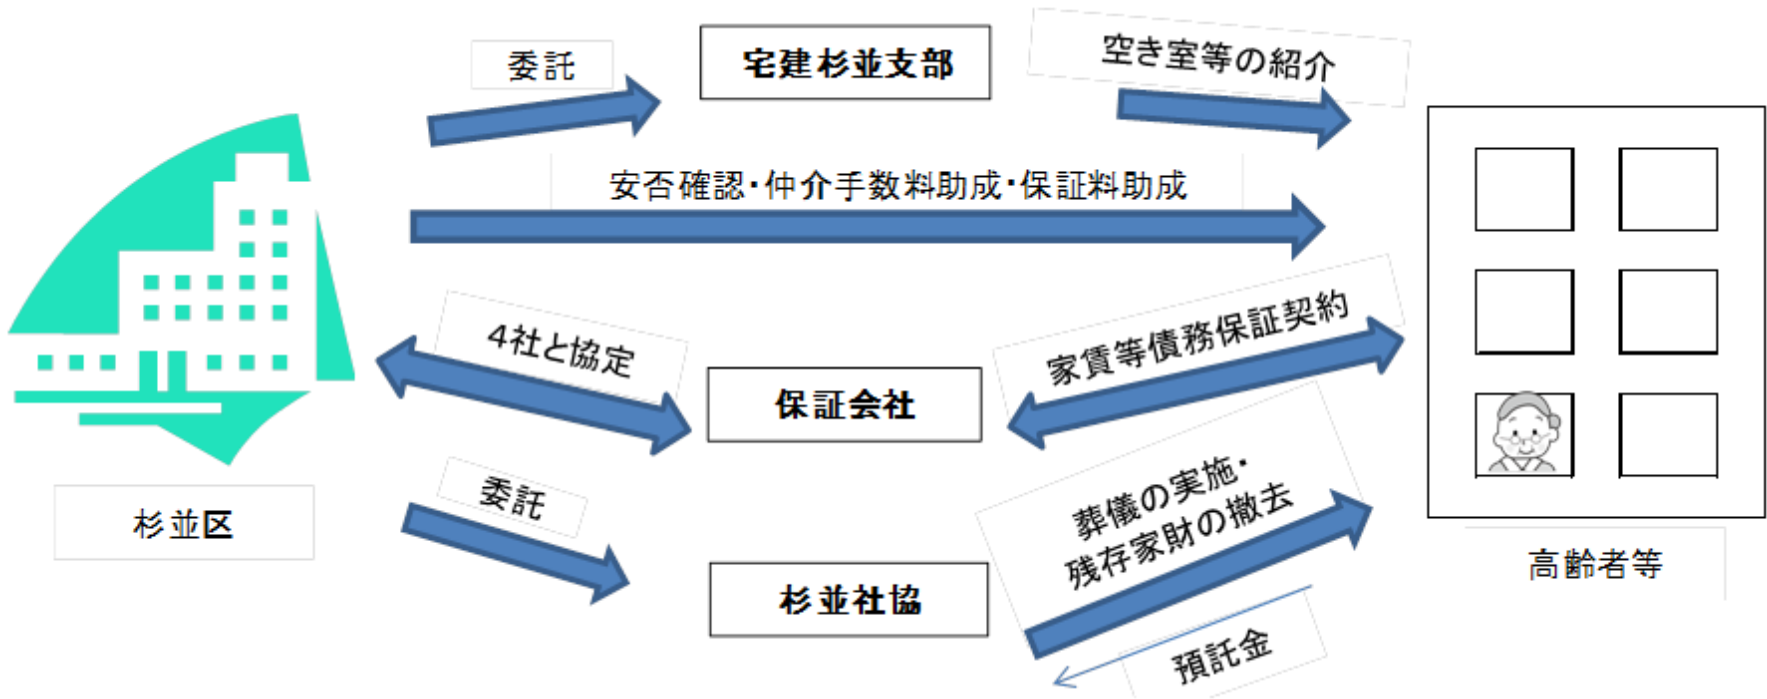 委託
宅建杉並支部
空き室等の紹介
安否確認・仲介手数料助成・保証料助成
4社と協定
保証会社
家賃等債務保証契約
杉並区
委託
杉並社協
葬儀の実施・
残存家財の撤去
預託金
高齢者等